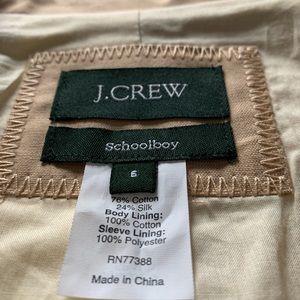 J.CREW
Schoolboy
6
76% Cotton
24% Silk
Body Lining:
100% Cotton
Sleeve Lining:
100% Polyester
RN77388
Made in China